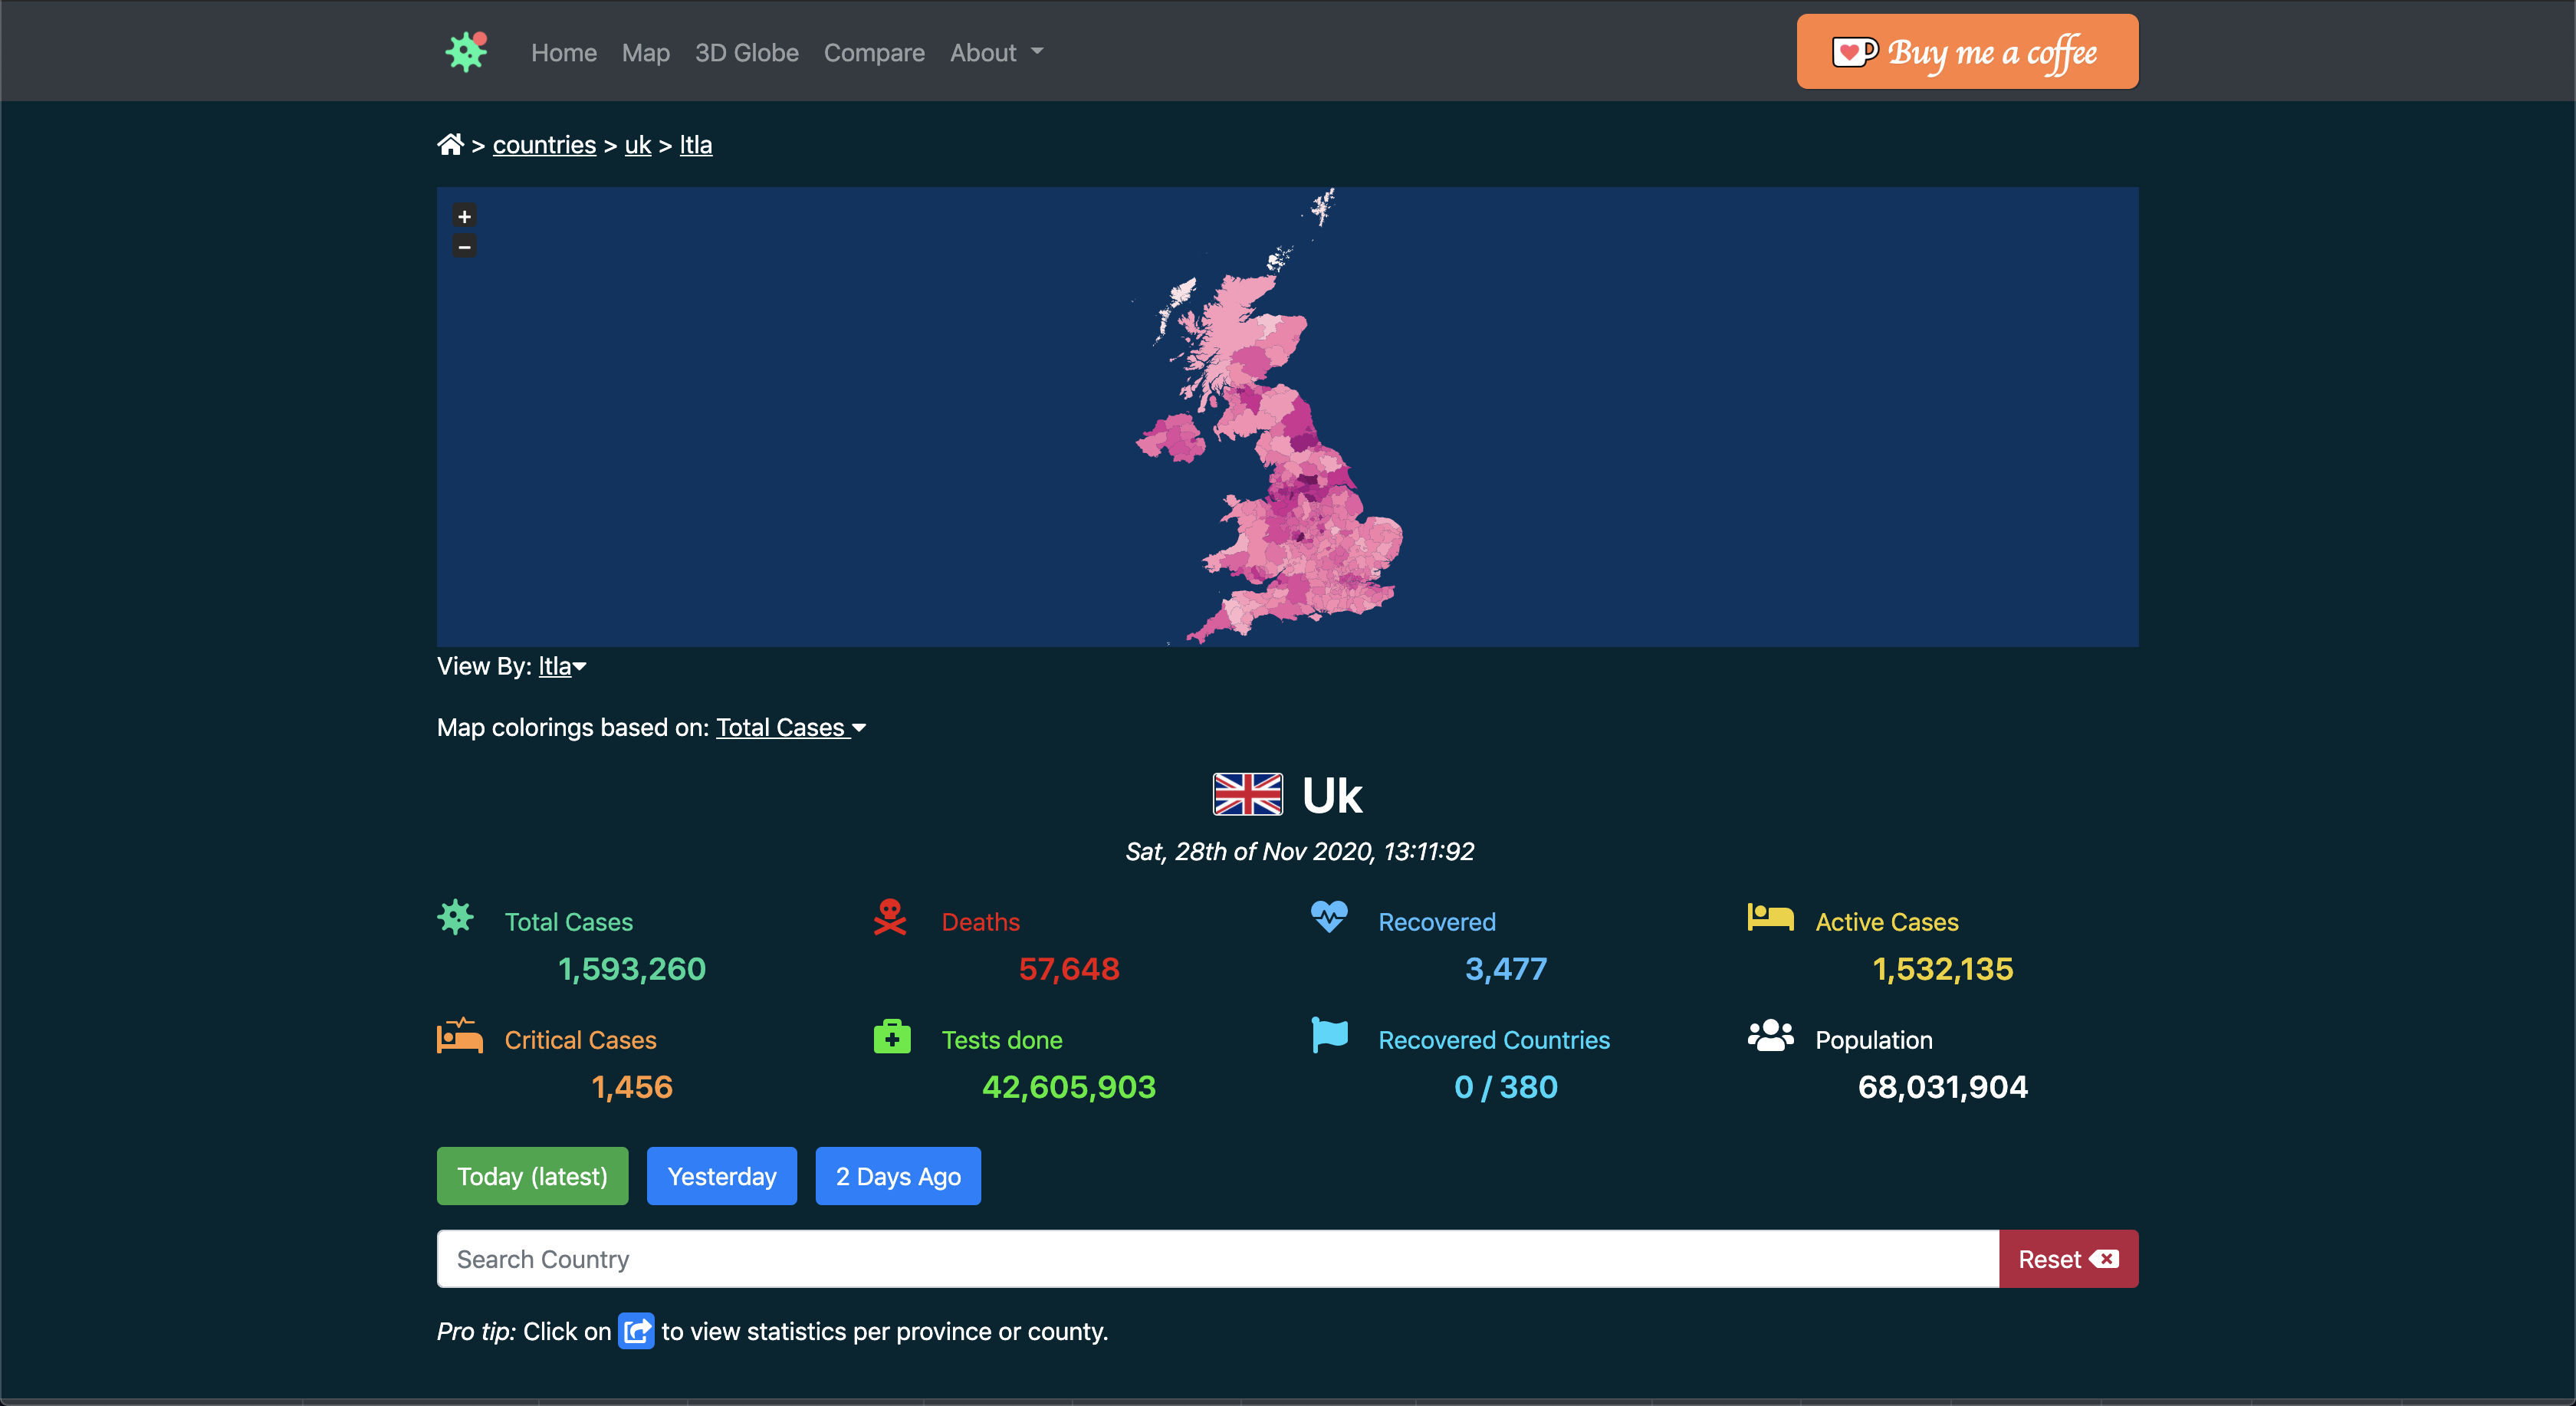 Home Map 3D Globe Compare About
Buy me a coffee
> countries > uk > ltla
+
−
View By: ltla
Map colorings based on: Total Cases
Uk
Sat, 28th of Nov 2020, 13:11:92
Total Cases
1,593,260
Deaths
57,648
Recovered
3,477
Active Cases
1,532,135
Critical Cases
1,456
Tests done
42,605,903
Recovered Countries
0 / 380
Population
68,031,904
Today (latest) Yesterday 2 Days Ago
Search Country Reset
Pro tip: Click on to view statistics per province or county.